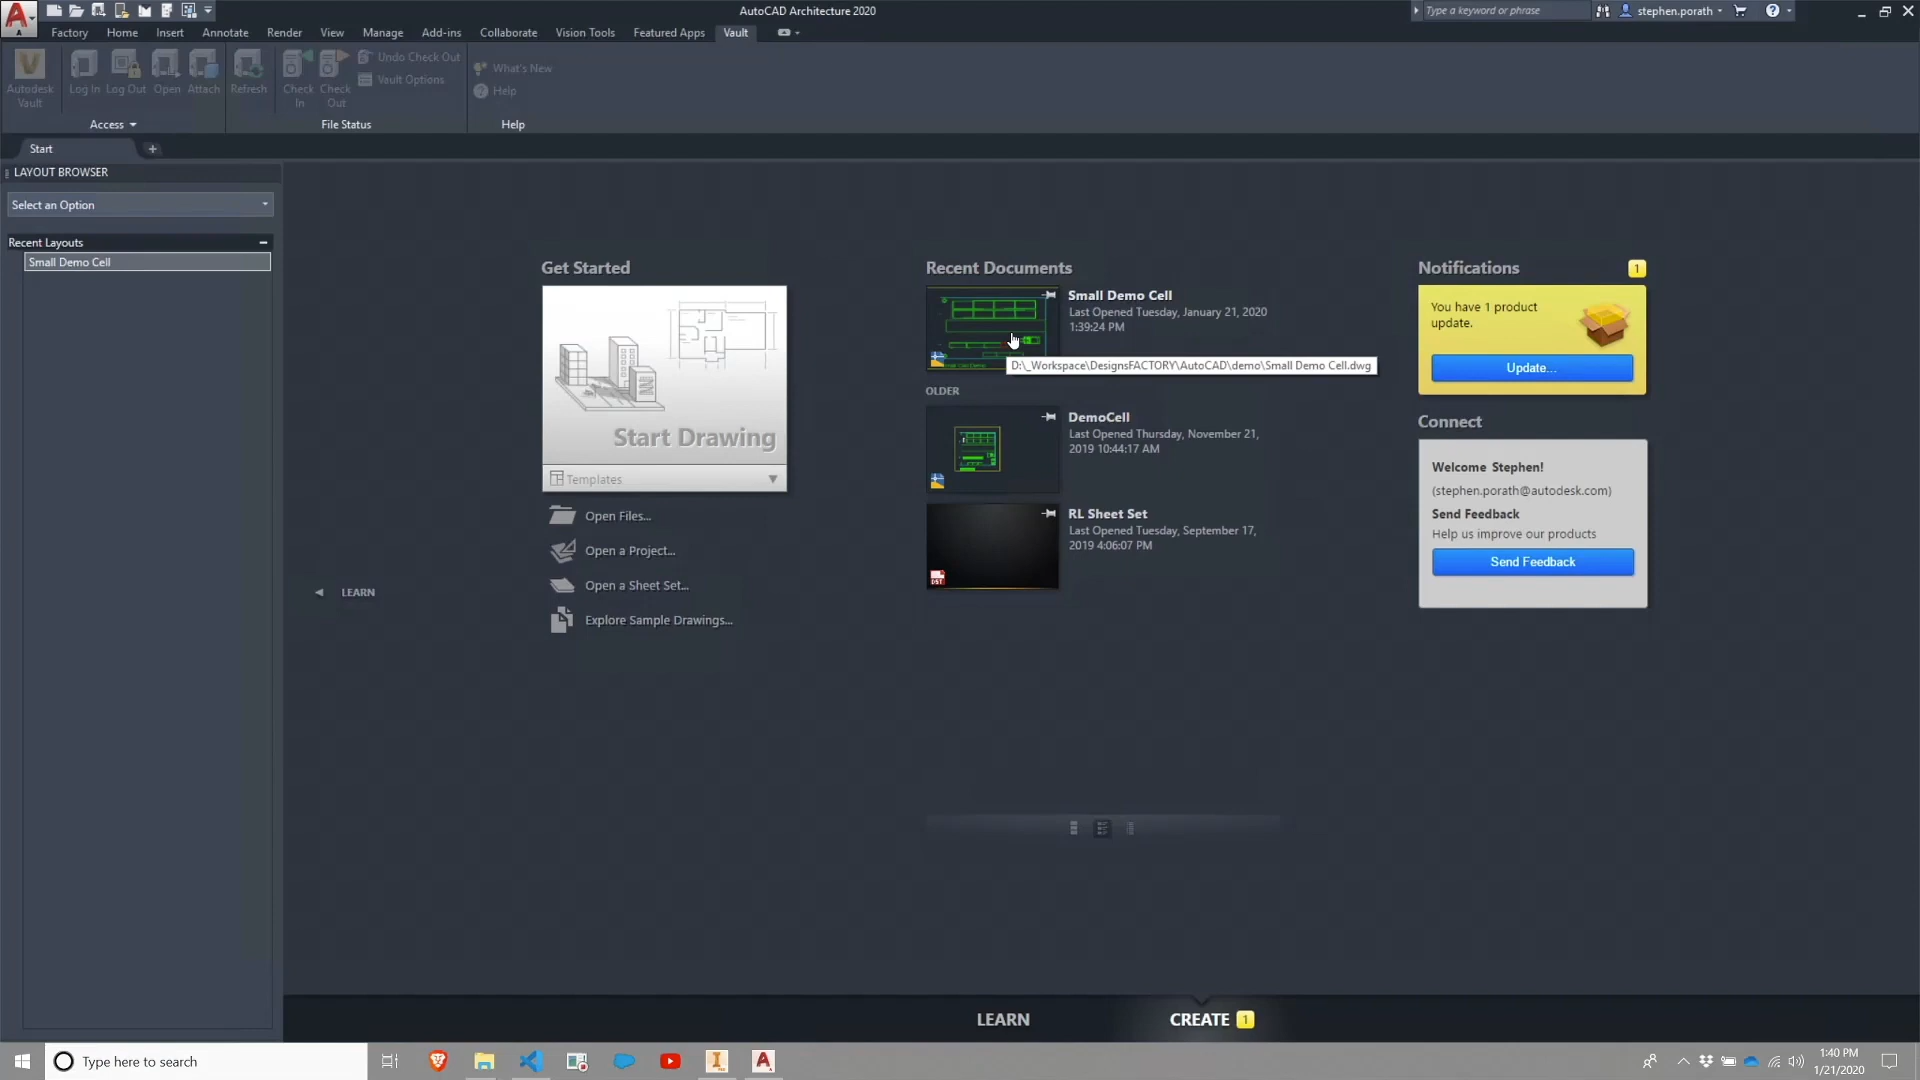 AutoCAD Architecture 2020
Type a keyword or phrase
stephen.porath
Factory Home Insert Annotate Render View Manage Add-ins Collaborate Vision Tools Featured Apps Vault
Autodesk
Vault
Log In
Log Out
Open
Attach
Refresh
Check
In
Check
Out
Undo Check Out
Vault Options
What's New
Help
Access
File Status
Help
Start
LAYOUT BROWSER
Select an Option
Recent Layouts
Small Demo Cell
LEARN
Get Started
Start Drawing
Templates
Open Files...
Open a Project...
Open a Sheet Set...
Explore Sample Drawings...
Recent Documents
Small Demo Cell
Last Opened Tuesday, January 21, 2020
1:39:24 PM
D:\_Workspace\DesignsFACTORY\AutoCAD\demo\Small Demo Cell.dwg
OLDER
DemoCell
Last Opened Thursday, November 21,
2019 10:44:17 AM
DST
RL Sheet Set
Last Opened Tuesday, September 17,
2019 4:06:07 PM
Notifications 1
You have 1 product
update.
Update...
Connect
Welcome Stephen!
(stephen.porath@autodesk.com)
Send Feedback
Help us improve our products
Send Feedback
LEARN
CREATE 1
Type here to search
1:40 PM
1/21/2020